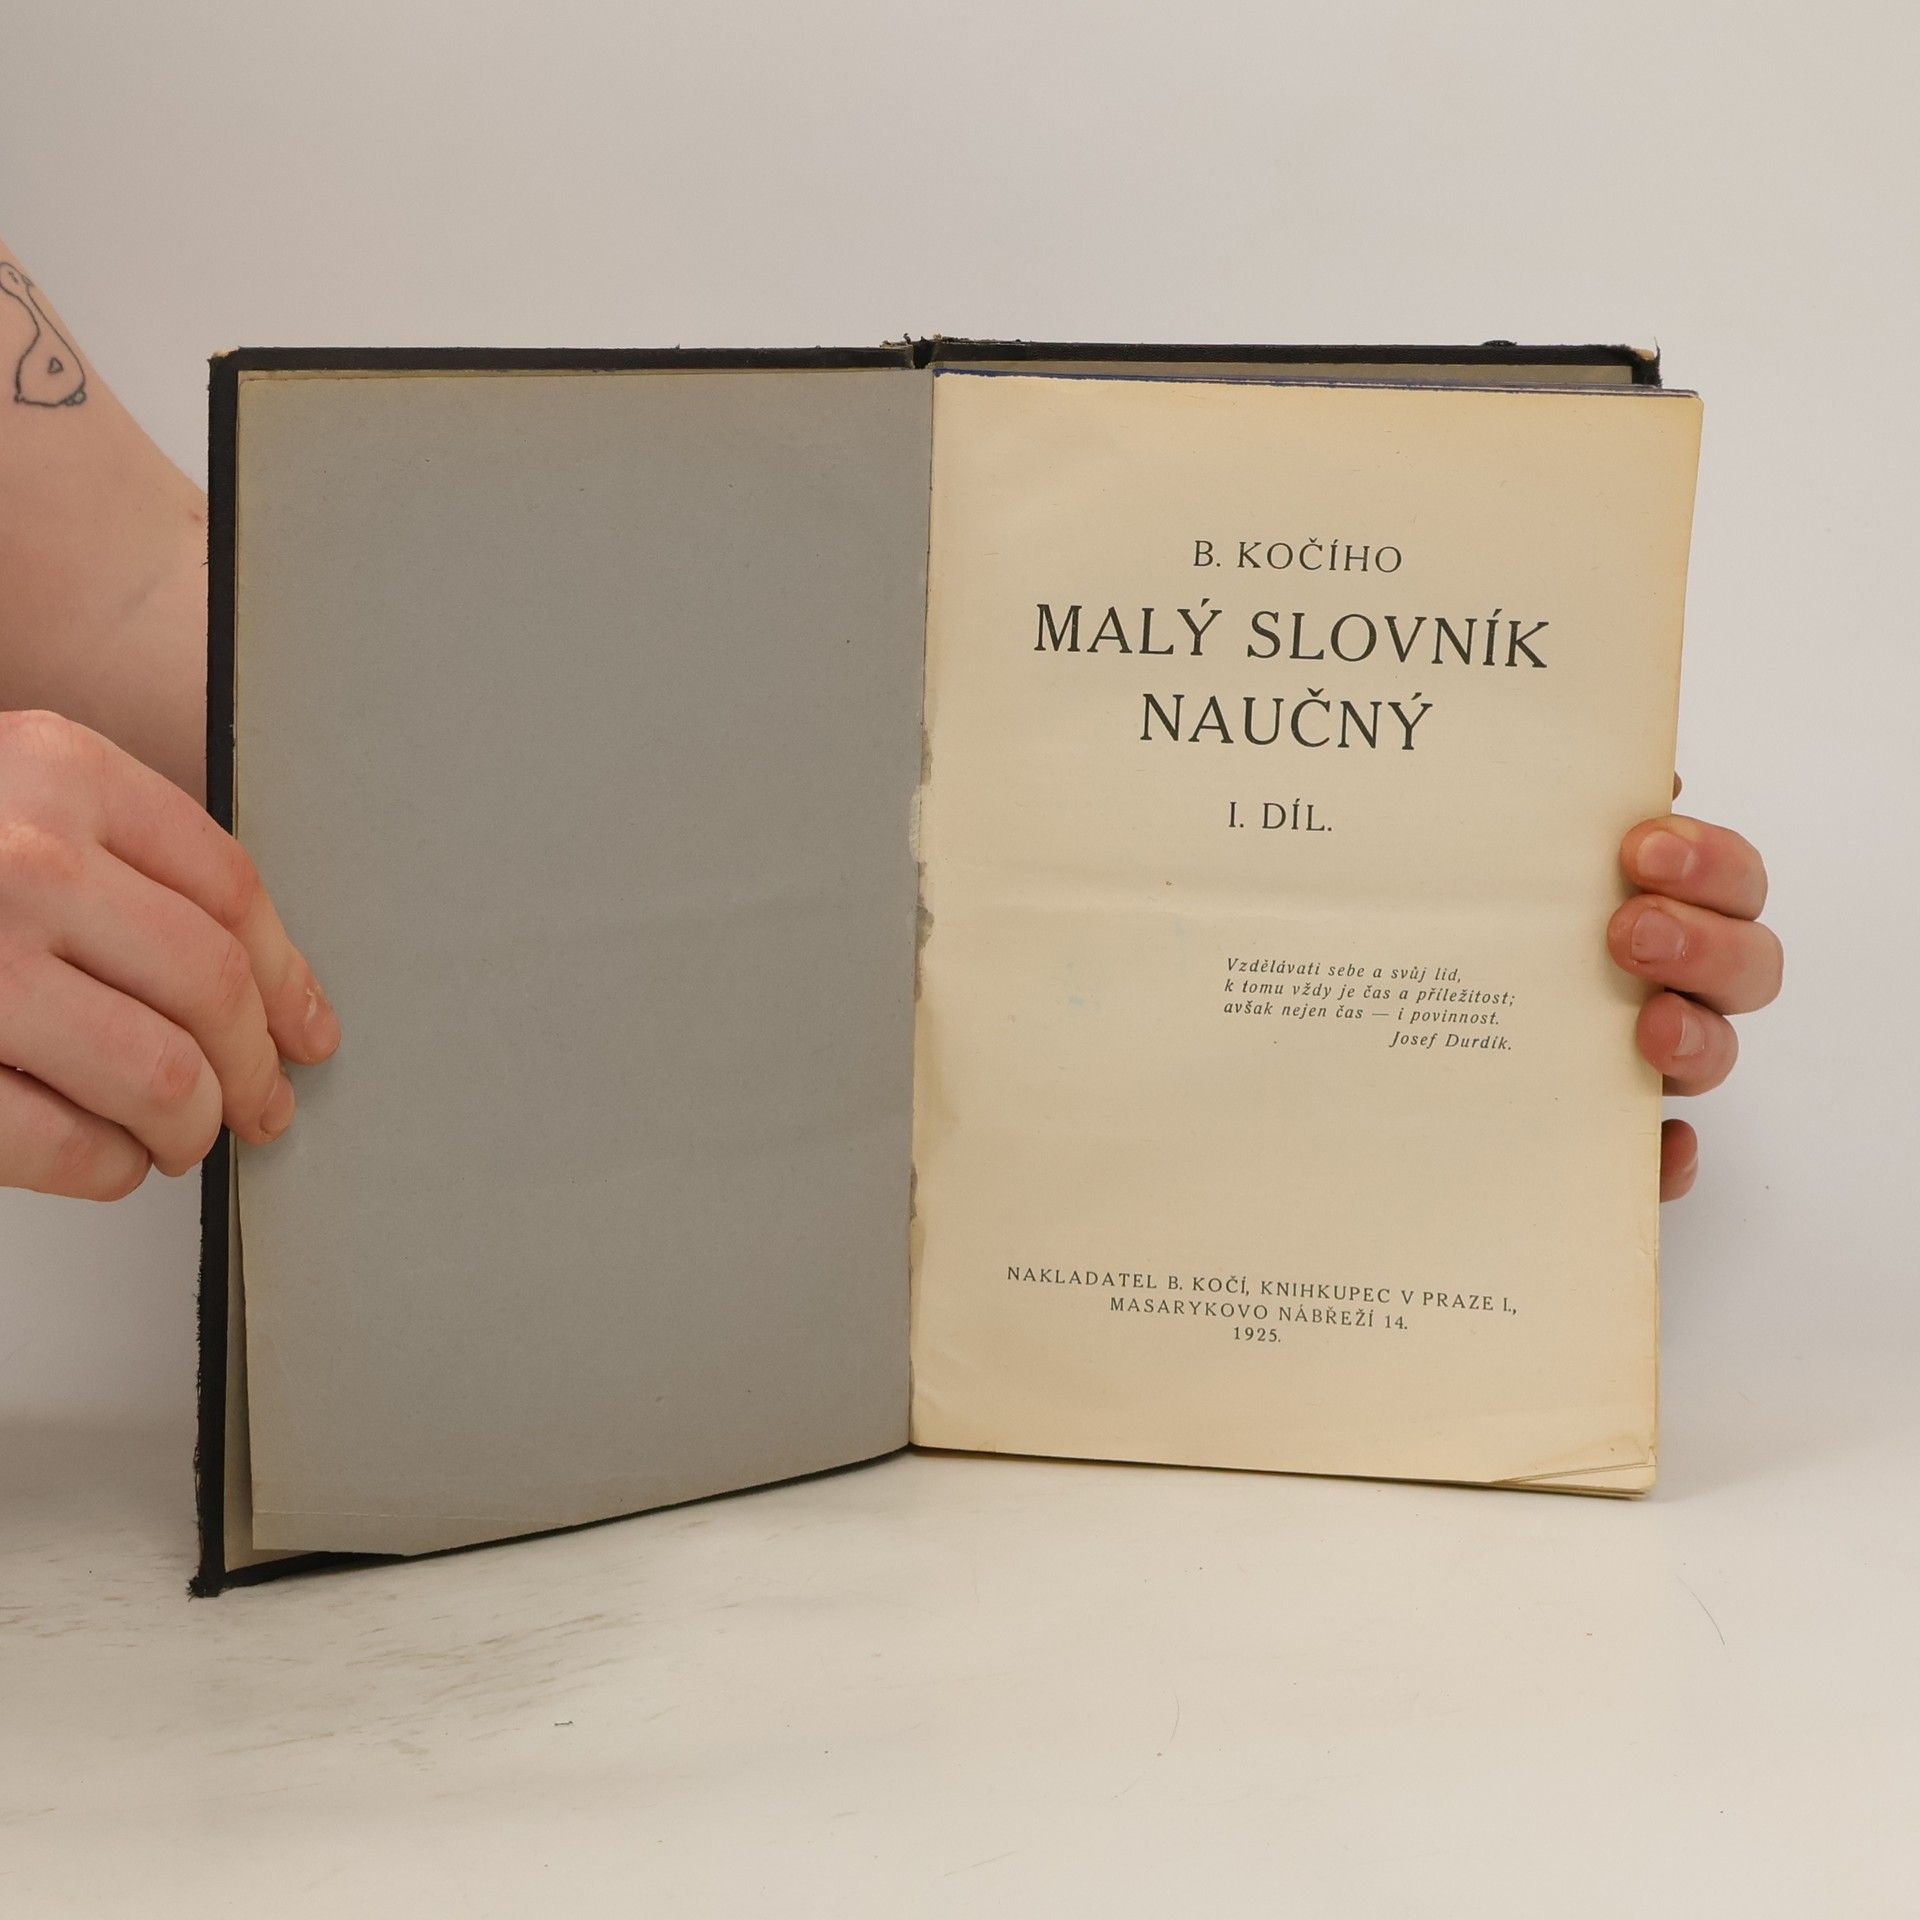 B. KOČÍHO
MALÝ SLOVNÍK
NAUČNÝ
I. DÍL.
Vzdělávati sebe a svůj lid,
k tomu vždy je čas a příležitost;
avšak nejen čas — i povinnost.
Josef Durdík.
NAKLADATEL B. KOČÍ, KNIHKUPEC V PRAZE I.,
MASARYKOVO NÁBŘEŽÍ 14.
1925.